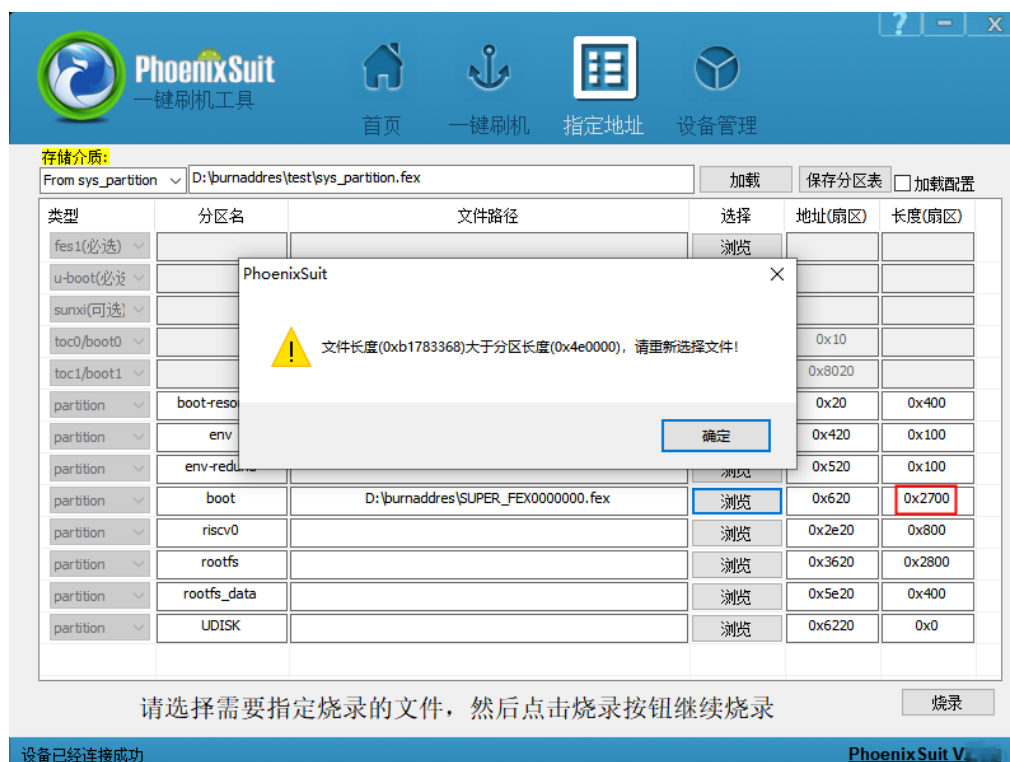 ? - X
PhoenixSuit
一键刷机工具
首页 一键刷机 指定地址 设备管理
存储介质:
From sys_partition D:\burnaddres\test\sys_partition.fex 加载 保存分区表 加载配置
类型 分区名 文件路径 选择 地址(扇区) 长度(扇区)
fes1(必选) 浏览
u-boot(必
PhoenixSuit
sunxi(可选)
文件长度(0xb1783368)大于分区长度(0x4e0000)，请重新选择文件!
toc0/boot0 0x10
toc1/boot1 0x8020
partition boot-reso 0x20 0x400
确定
partition env 0x420 0x100
partition env-redund 浏览 0x520 0x100
partition boot D:\burnaddres\SUPER_FEX0000000.fex 浏览 0x620 0x2700
partition riscv0 浏览 0x2e20 0x800
partition rootfs 浏览 0x3620 0x2800
partition rootfs_data 浏览 0x5e20 0x400
partition UDISK 浏览 0x6220 0x0
请选择需要指定烧录的文件，然后点击烧录按钮继续烧录 烧录
设备已经连接成功 PhoenixSuit V